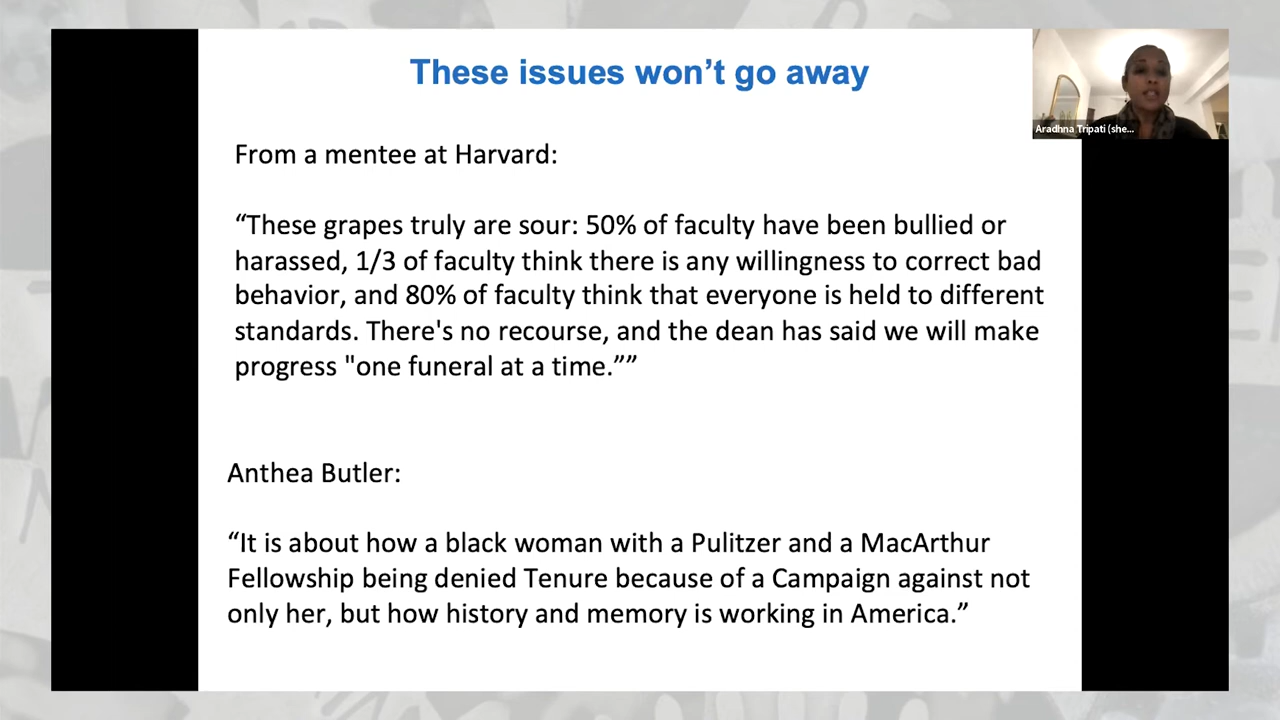 These issues won’t go away
Aradhna Tripati (she...
From a mentee at Harvard:
“These grapes truly are sour: 50% of faculty have been bullied or
harassed, 1/3 of faculty think there is any willingness to correct bad
behavior, and 80% of faculty think that everyone is held to different
standards. There's no recourse, and the dean has said we will make
progress "one funeral at a time.””
Anthea Butler:
“It is about how a black woman with a Pulitzer and a MacArthur
Fellowship being denied Tenure because of a Campaign against not
only her, but how history and memory is working in America.”